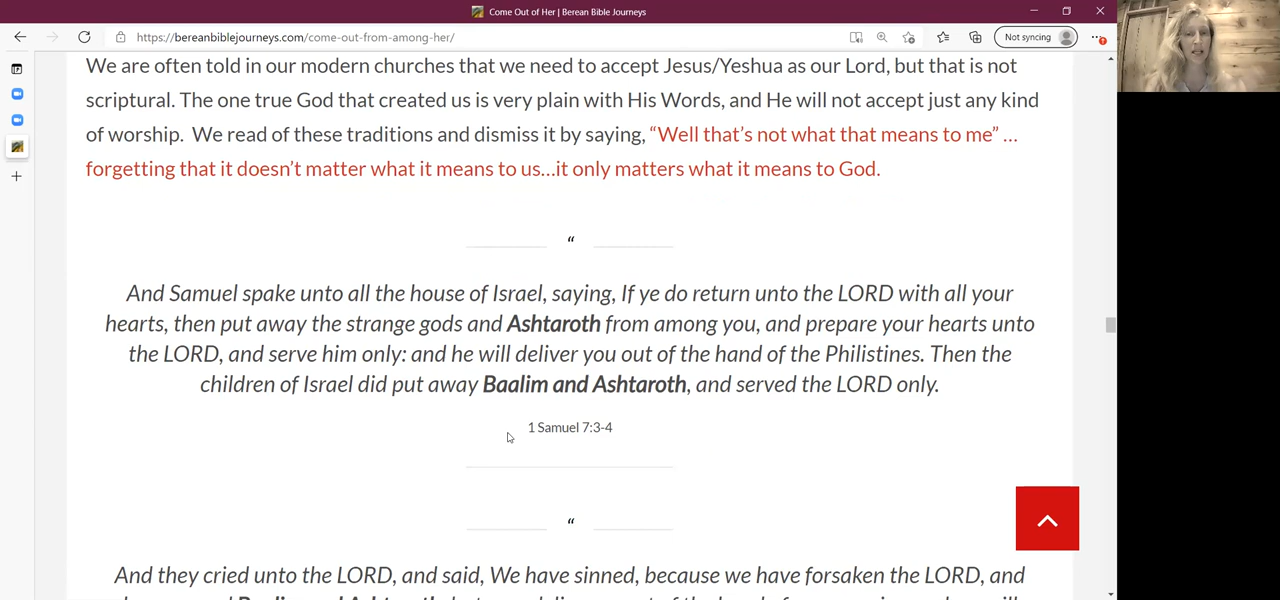 Come Out of Her | Berean Bible Journeys
https://bereanbiblejourneys.com/come-out-from-among-her/
Not syncing
We are often told in our modern churches that we need to accept Jesus/Yeshua as our Lord, but that is not
scriptural. The one true God that created us is very plain with His Words, and He will not accept just any kind
of worship. We read of these traditions and dismiss it by saying, “Well that’s not what that means to me” …
forgetting that it doesn’t matter what it means to us…it only matters what it means to God.
“
And Samuel spake unto all the house of Israel, saying, If ye do return unto the LORD with all your
hearts, then put away the strange gods and Ashtaroth from among you, and prepare your hearts unto
the LORD, and serve him only: and he will deliver you out of the hand of the Philistines. Then the
children of Israel did put away Baalim and Ashtaroth, and served the LORD only.
1 Samuel 7:3-4
“
And they cried unto the LORD, and said, We have sinned, because we have forsaken the LORD, and